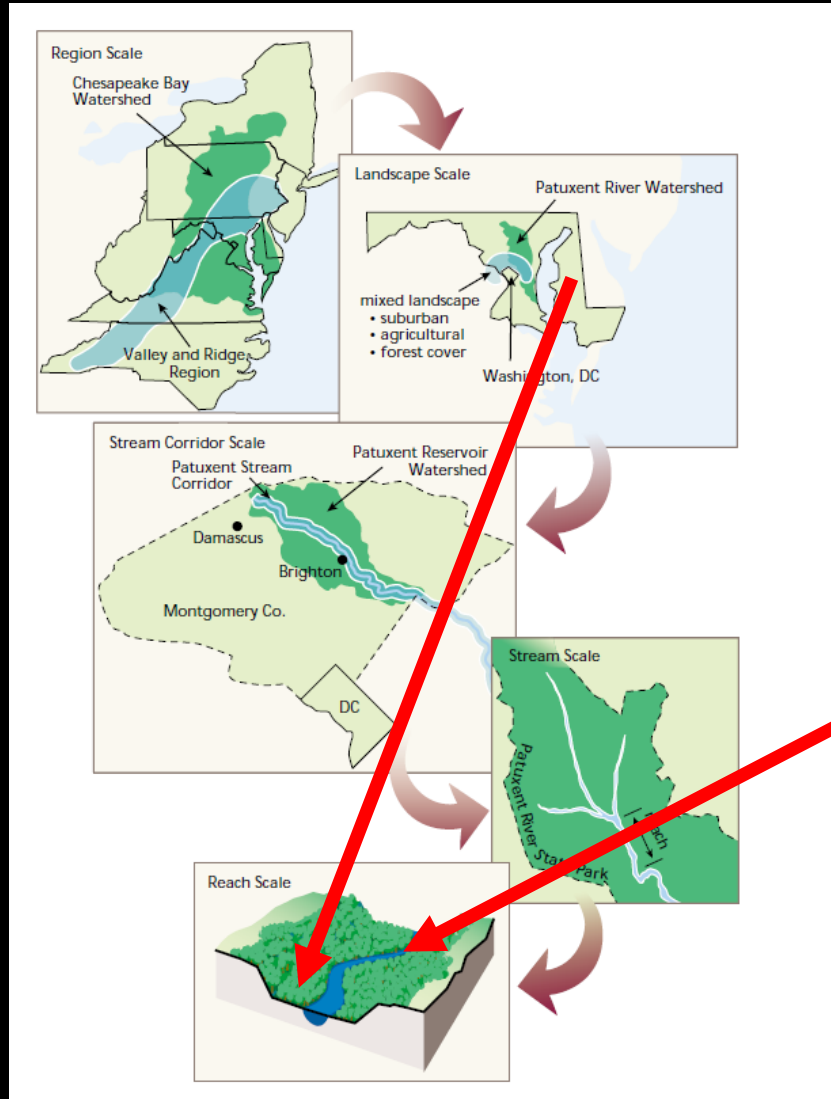 Region Scale
Chesapeake Bay
Watershed
Valley and Ridge
Region
Landscape Scale
Patuxent River Watershed
mixed landscape
• suburban
• agricultural
• forest cover
Washington, DC
Stream Corridor Scale
Patuxent Stream
Corridor
Patuxent Reservoir
Watershed
Damascus
Brighton
Montgomery Co.
DC
Stream Scale
Patuxent River State Park
reach
Reach Scale